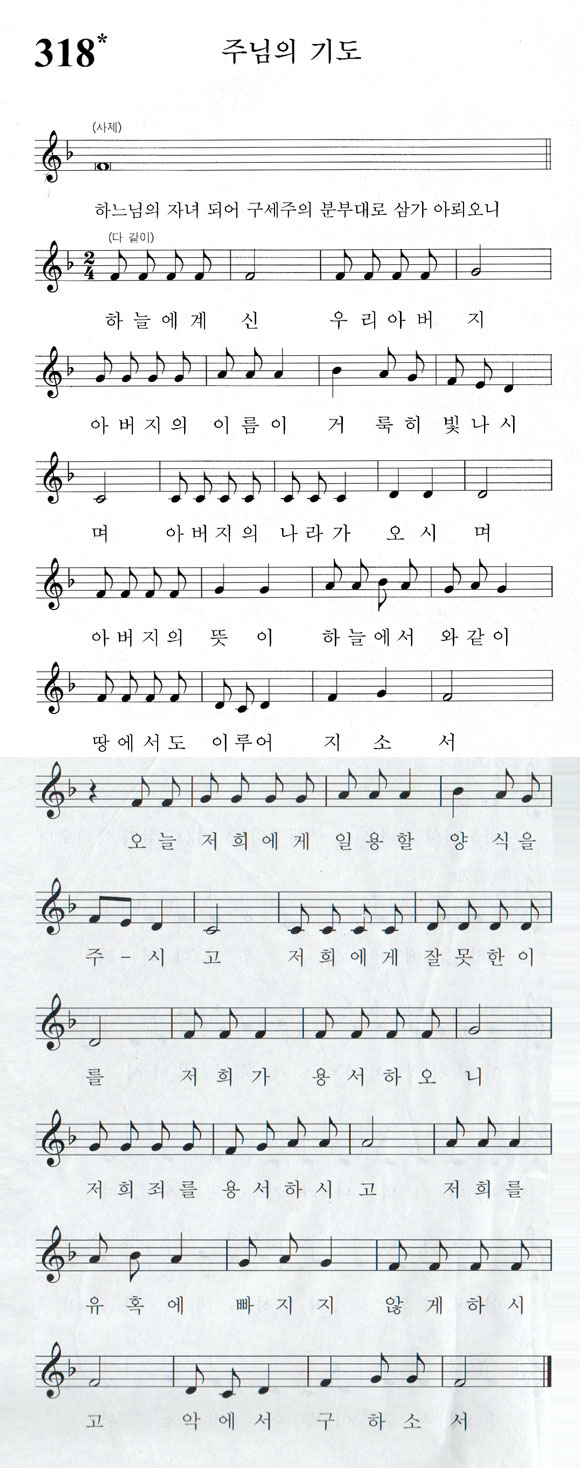 318* 주님의 기도
(사제)
하느님의 자녀 되어 구세주의 분부대로 삼가 아뢰오니
(다 같이)
2
4
하늘에계 신 우리아버 지
아버지의 이름이 거 룩히 빛나시
며 아버지의 나라가 오시 며
아버지의 뜻이 하늘에서 와같이
땅에서도 이루어 지소 서
오늘 저희에게 일용할 양 식을
주-시 고 저희에게 잘못한이
를 저희가 용서하오 니
저희죄를 용서하시 고 저희를
유혹에 빠지지 않게하시
고 악에서 구하소 서